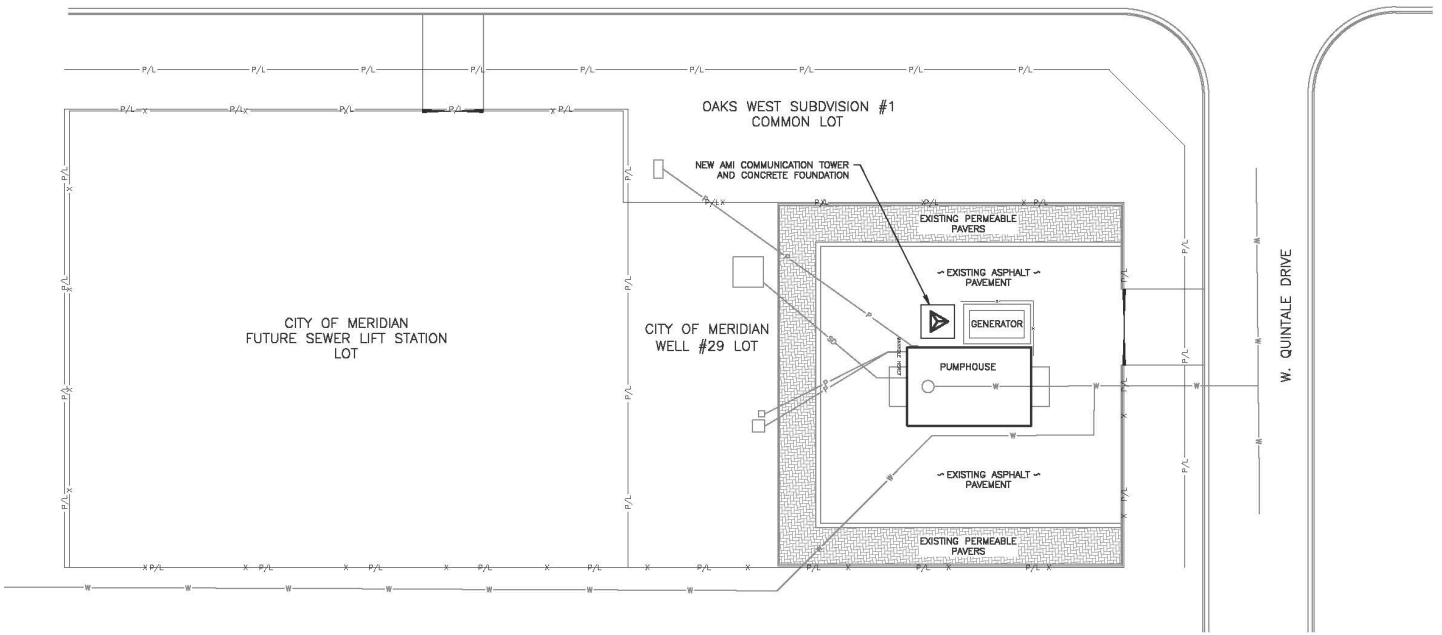 OAKS WEST SUBDVISION #1
COMMON LOT
NEW AMI COMMUNICATION TOWER
AND CONCRETE FOUNDATION
EXISTING PERMEABLE
PAVERS
~ EXISTING ASPHALT ~
PAVEMENT
GENERATOR
PUMPHOUSE
CITY OF MERIDIAN
FUTURE SEWER LIFT STATION
LOT
CITY OF MERIDIAN
WELL #29 LOT
W. QUINTALE DRIVE
~ EXISTING ASPHALT ~
PAVEMENT
EXISTING PERMEABLE
PAVERS
P/L P/L P/L P/L P/L P/L P/L P/L P/L
P/L X P/L X P/L X P/L X P/L
SD
P
W W W W W W W